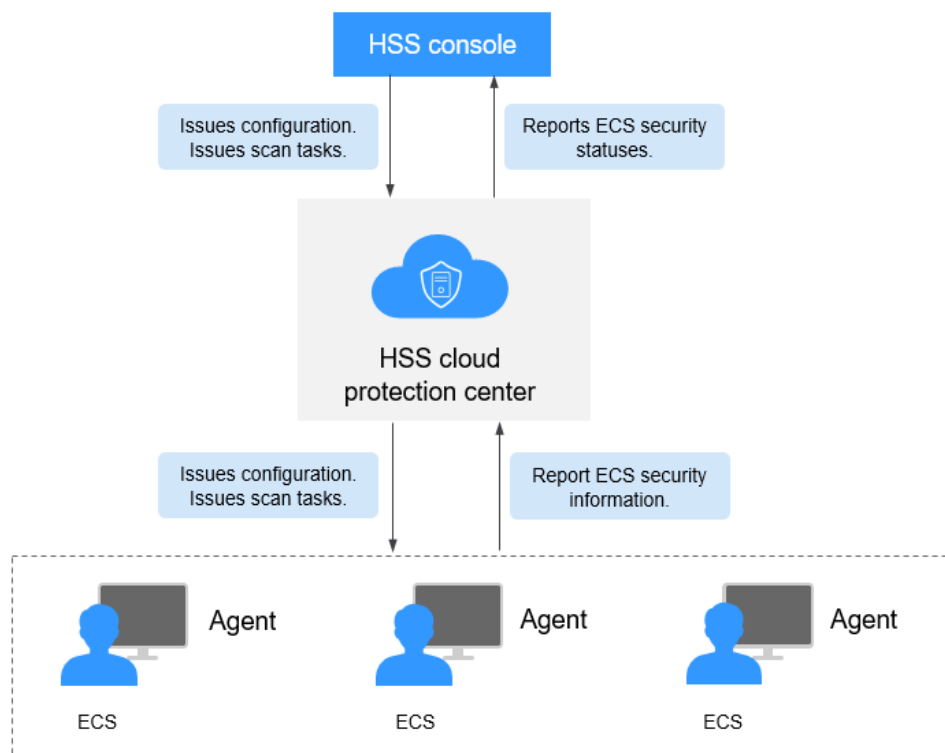 HSS console
Issues configuration.
Issues scan tasks.
Reports ECS security
statuses.
HSS cloud
protection center
Issues configuration.
Issues scan tasks.
Report ECS security
information.
Agent
Agent
Agent
ECS
ECS
ECS